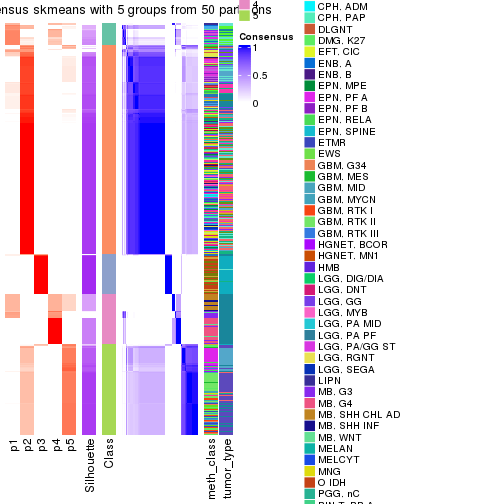 nsus skmeans with 5 groups from 50 par
ons
4
5
Consensus
1
0.5
0
p1
p2
p3
p4
p5
Silhouette
Class
meth_class
tumor_type
CPH. ADM
CPH. PAP
DLGNT
DMG. K27
EFT. CIC
ENB. A
ENB. B
EPN. MPE
EPN. PF A
EPN. PF B
EPN. RELA
EPN. SPINE
ETMR
EWS
GBM. G34
GBM. MES
GBM. MID
GBM. MYCN
GBM. RTK I
GBM. RTK II
GBM. RTK III
HGNET. BCOR
HGNET. MN1
HMB
LGG. DIG/DIA
LGG. DNT
LGG. GG
LGG. MYB
LGG. PA MID
LGG. PA PF
LGG. PA/GG ST
LGG. RGNT
LGG. SEGA
LIPN
MB. G3
MB. G4
MB. SHH CHL AD
MB. SHH INF
MB. WNT
MELAN
MELCYT
MNG
O IDH
PGG. nC